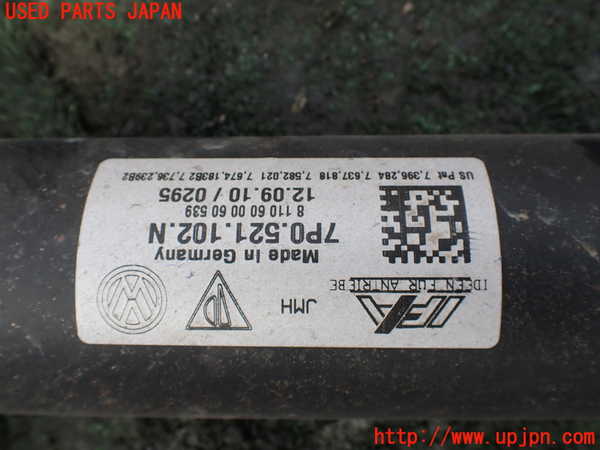 USED PARTS JAPAN
IFA
IDEEN FÜR ANTRIEBE
JMH
Made in Germany
7P0.521.102.N
8 110 60 00 60 539
12.09.10 / 0295
US Pat 7,396,284 7,637,818 7,582,021 7,674,183B2 7,736,239B2
http://www.upjpn.com